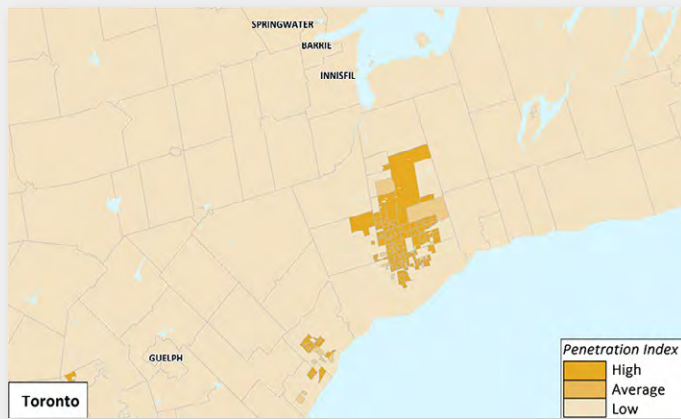 SPRINGWATER
BARRIE
INNISFIL
GUELPH
Toronto
Penetration Index
High
Average
Low